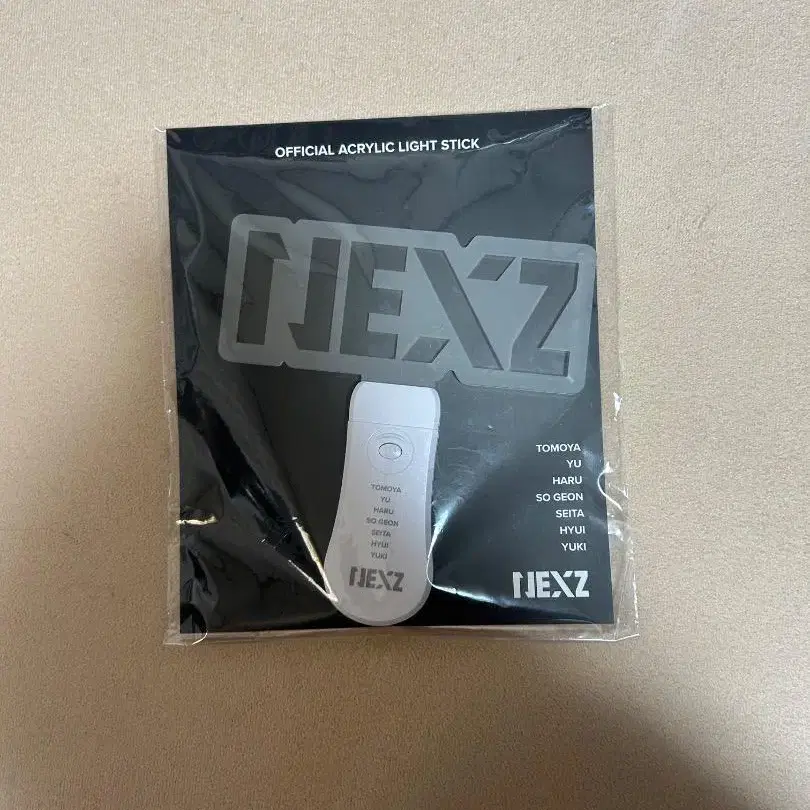 OFFICIAL ACRYLIC LIGHT STICK
NEXZ
TOMOYA
YU
HARU
SO GEON
SEITA
HYUI
YUKI
NEXZ
TOMOYA
YU
HARU
SO GEON
SEITA
HYUI
YUKI
NEXZ